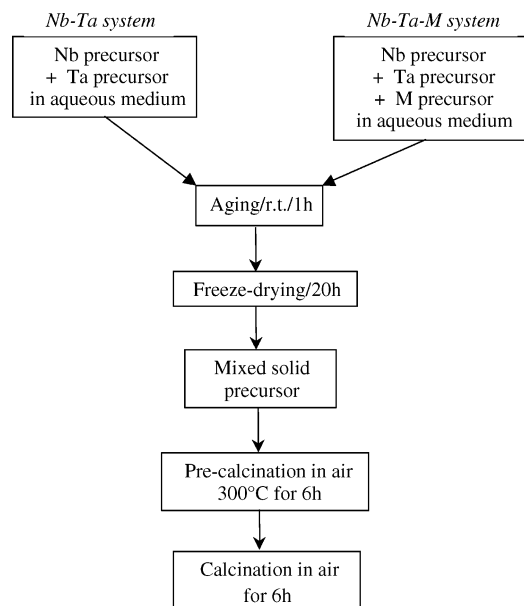 Nb-Ta system
Nb precursor
+ Ta precursor
in aqueous medium
Nb-Ta-M system
Nb precursor
+ Ta precursor
+ M precursor
in aqueous medium
Aging/r.t./1h
Freeze-drying/20h
Mixed solid
precursor
Pre-calcination in air
300°C for 6h
Calcination in air
for 6h